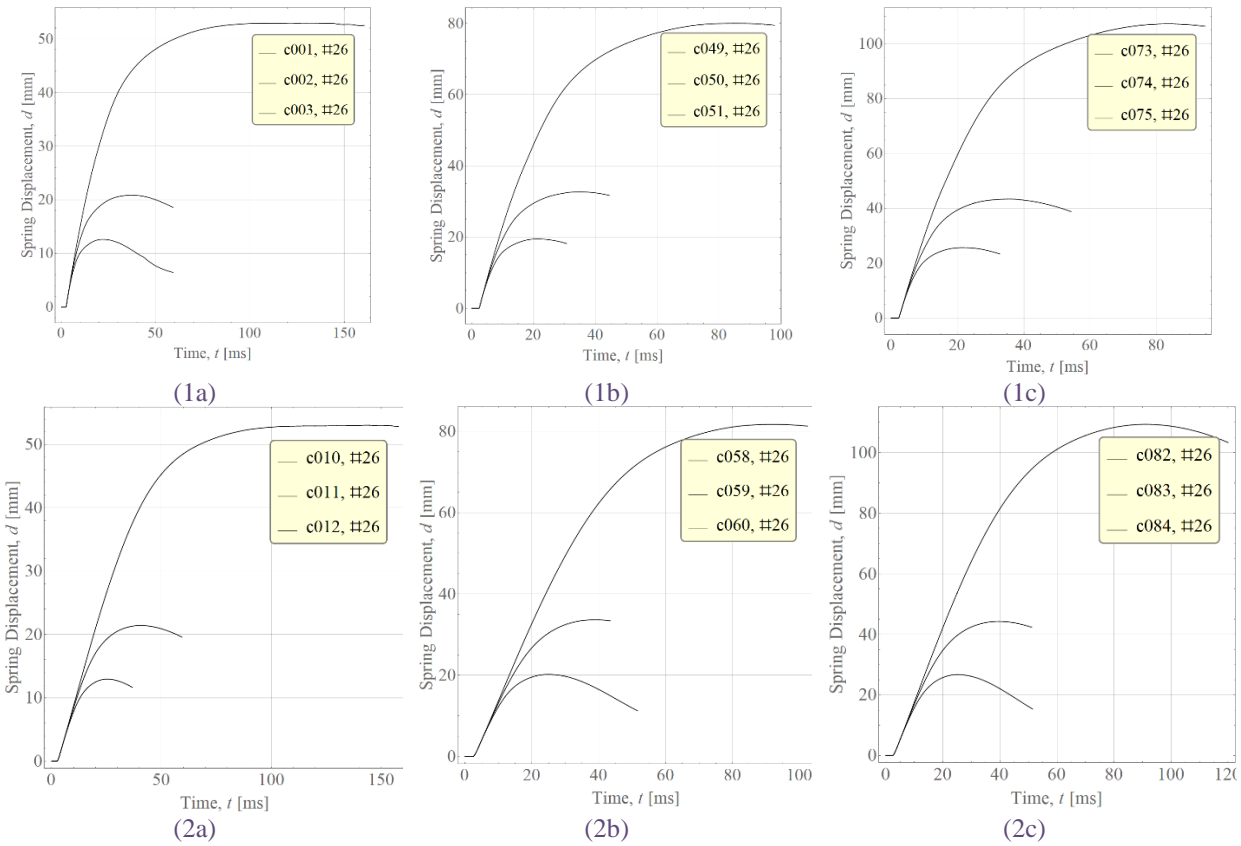 Spring Displacement, d [mm]
50
40
30
20
10
0
c001, #26
c002, #26
c003, #26
0 50 100 150
Time, t [ms]
(1a)
Spring Displacement, d [mm]
80
60
40
20
0
c049, #26
c050, #26
c051, #26
0 20 40 60 80 100
Time, t [ms]
(1b)
Spring Displacement, d [mm]
100
80
60
40
20
0
c073, #26
c074, #26
c075, #26
0 20 40 60 80
Time, t [ms]
(1c)
Spring Displacement, d [mm]
50
40
30
20
10
0
c010, #26
c011, #26
c012, #26
0 50 100 150
Time, t [ms]
(2a)
Spring Displacement, d [mm]
80
60
40
20
0
c058, #26
c059, #26
c060, #26
0 20 40 60 80 100
Time, t [ms]
(2b)
Spring Displacement, d [mm]
100
80
60
40
20
0
c082, #26
c083, #26
c084, #26
0 20 40 60 80 100 120
Time, t [ms]
(2c)